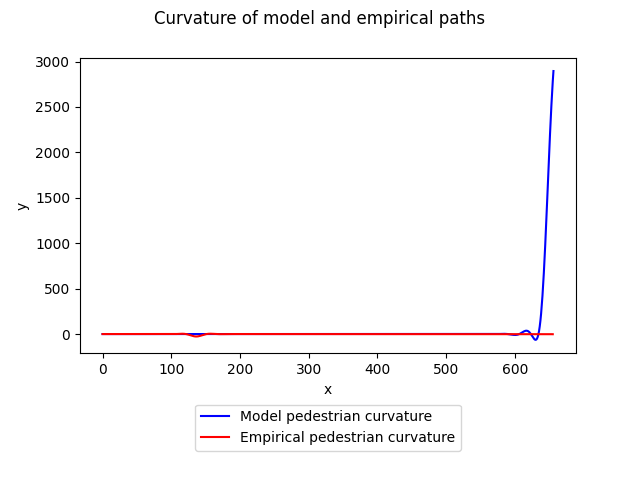 Curvature of model and empirical paths
3000
2500
2000
1500
1000
500
0
y
0 100 200 300 400 500 600
x
Model pedestrian curvature
Empirical pedestrian curvature